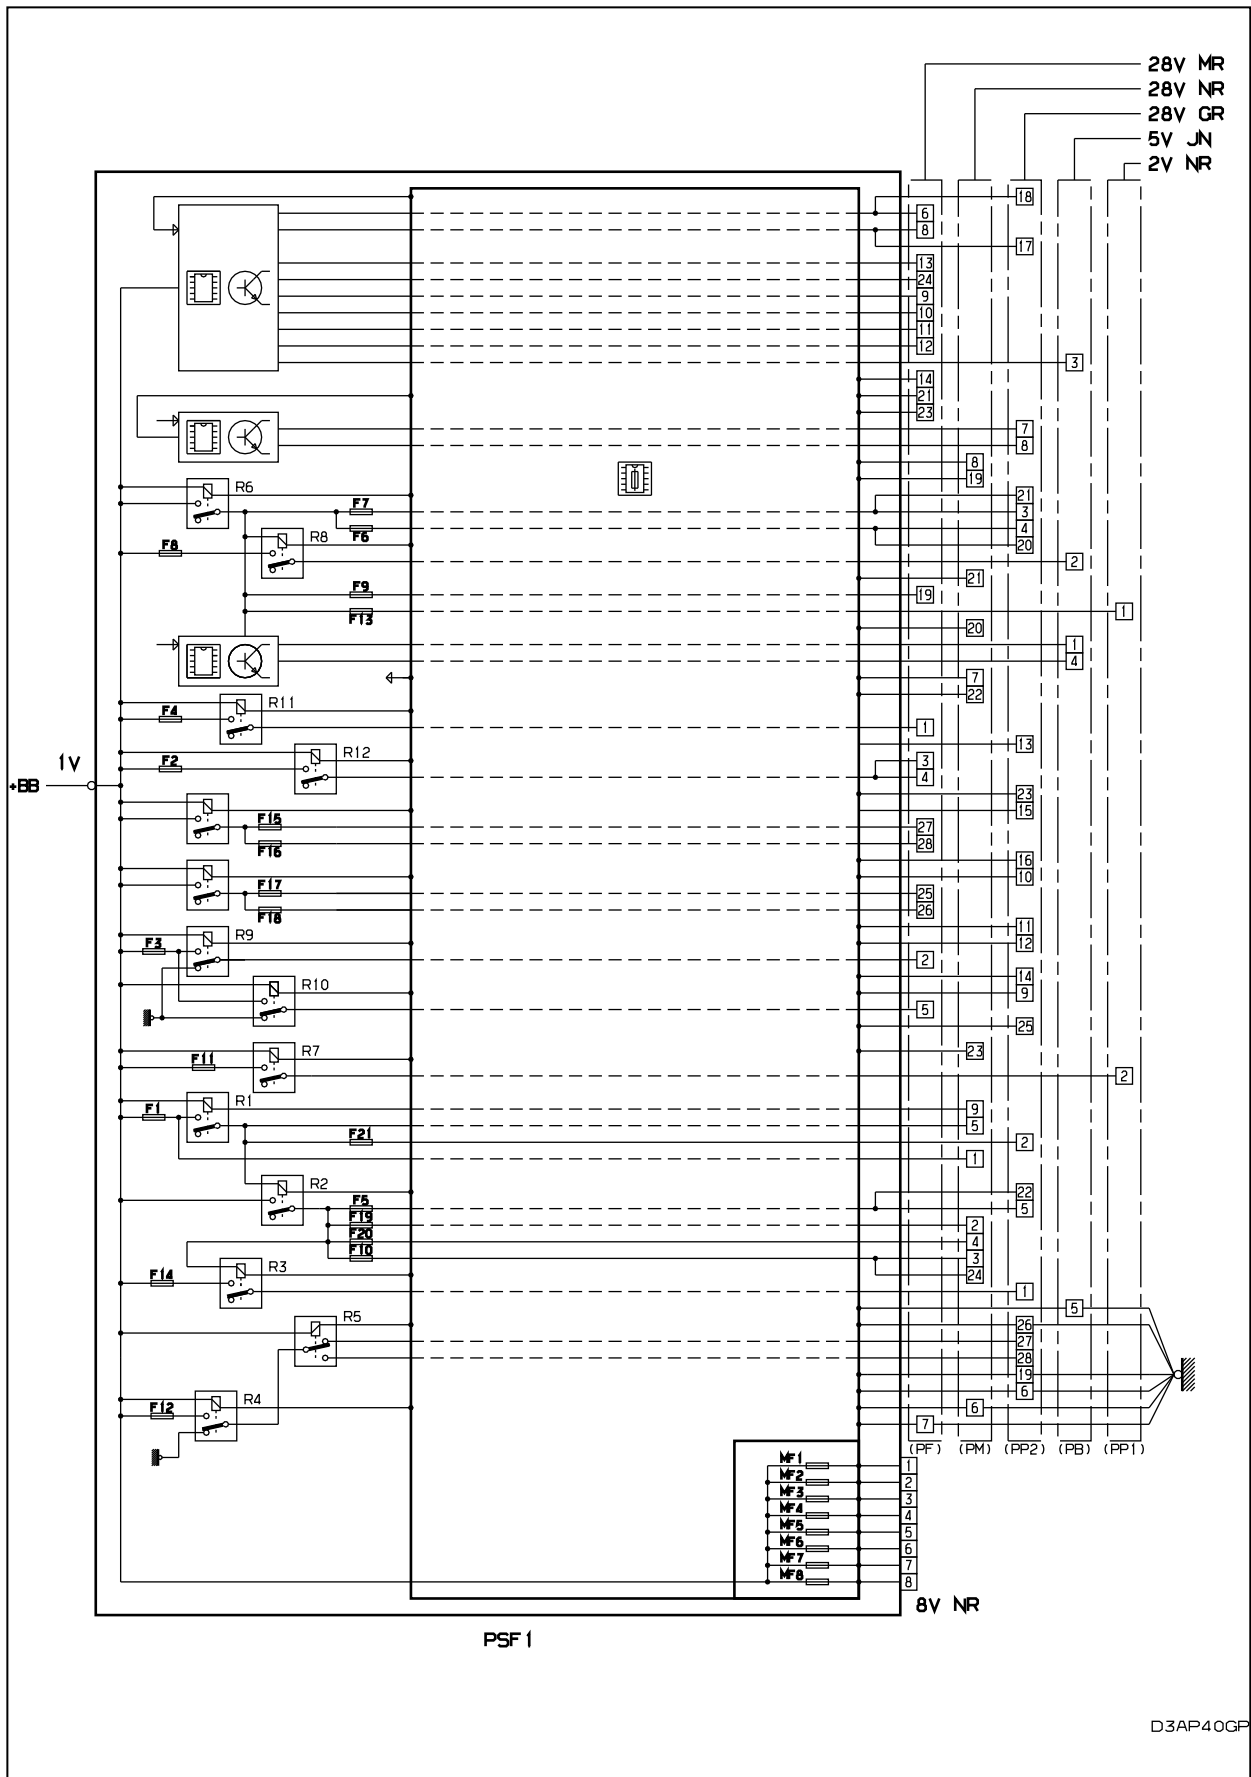 28V MR
28V NR
28V GR
5V JN
2V NR
18
6
8
17
13
24
9
10
11
12
3
14
21
23
7
8
8
19
R6
21
F7
3
4
F6
R8
20
F8
2
21
F9
19
F13
1
20
1
4
7
22
R11
F4
1
13
R12
F2
3
4
1V
+BB
23
15
F15
27
F16
28
16
10
F17
25
F18
26
11
R9
F3
12
2
14
R10
9
5
25
R7
23
F11
2
R1
9
F1
5
F21
2
1
R2
22
F5
5
F19
2
F20
4
F10
3
R3
24
F14
1
5
R5
26
27
28
19
6
R4
F12
6
7
(PF) (PM) (PP2) (PB) (PP1)
MF1 1
MF2 2
MF3 3
MF4 4
MF5 5
MF6 6
MF7 7
MF8 8
8V NR
PSF1
D3AP40GP